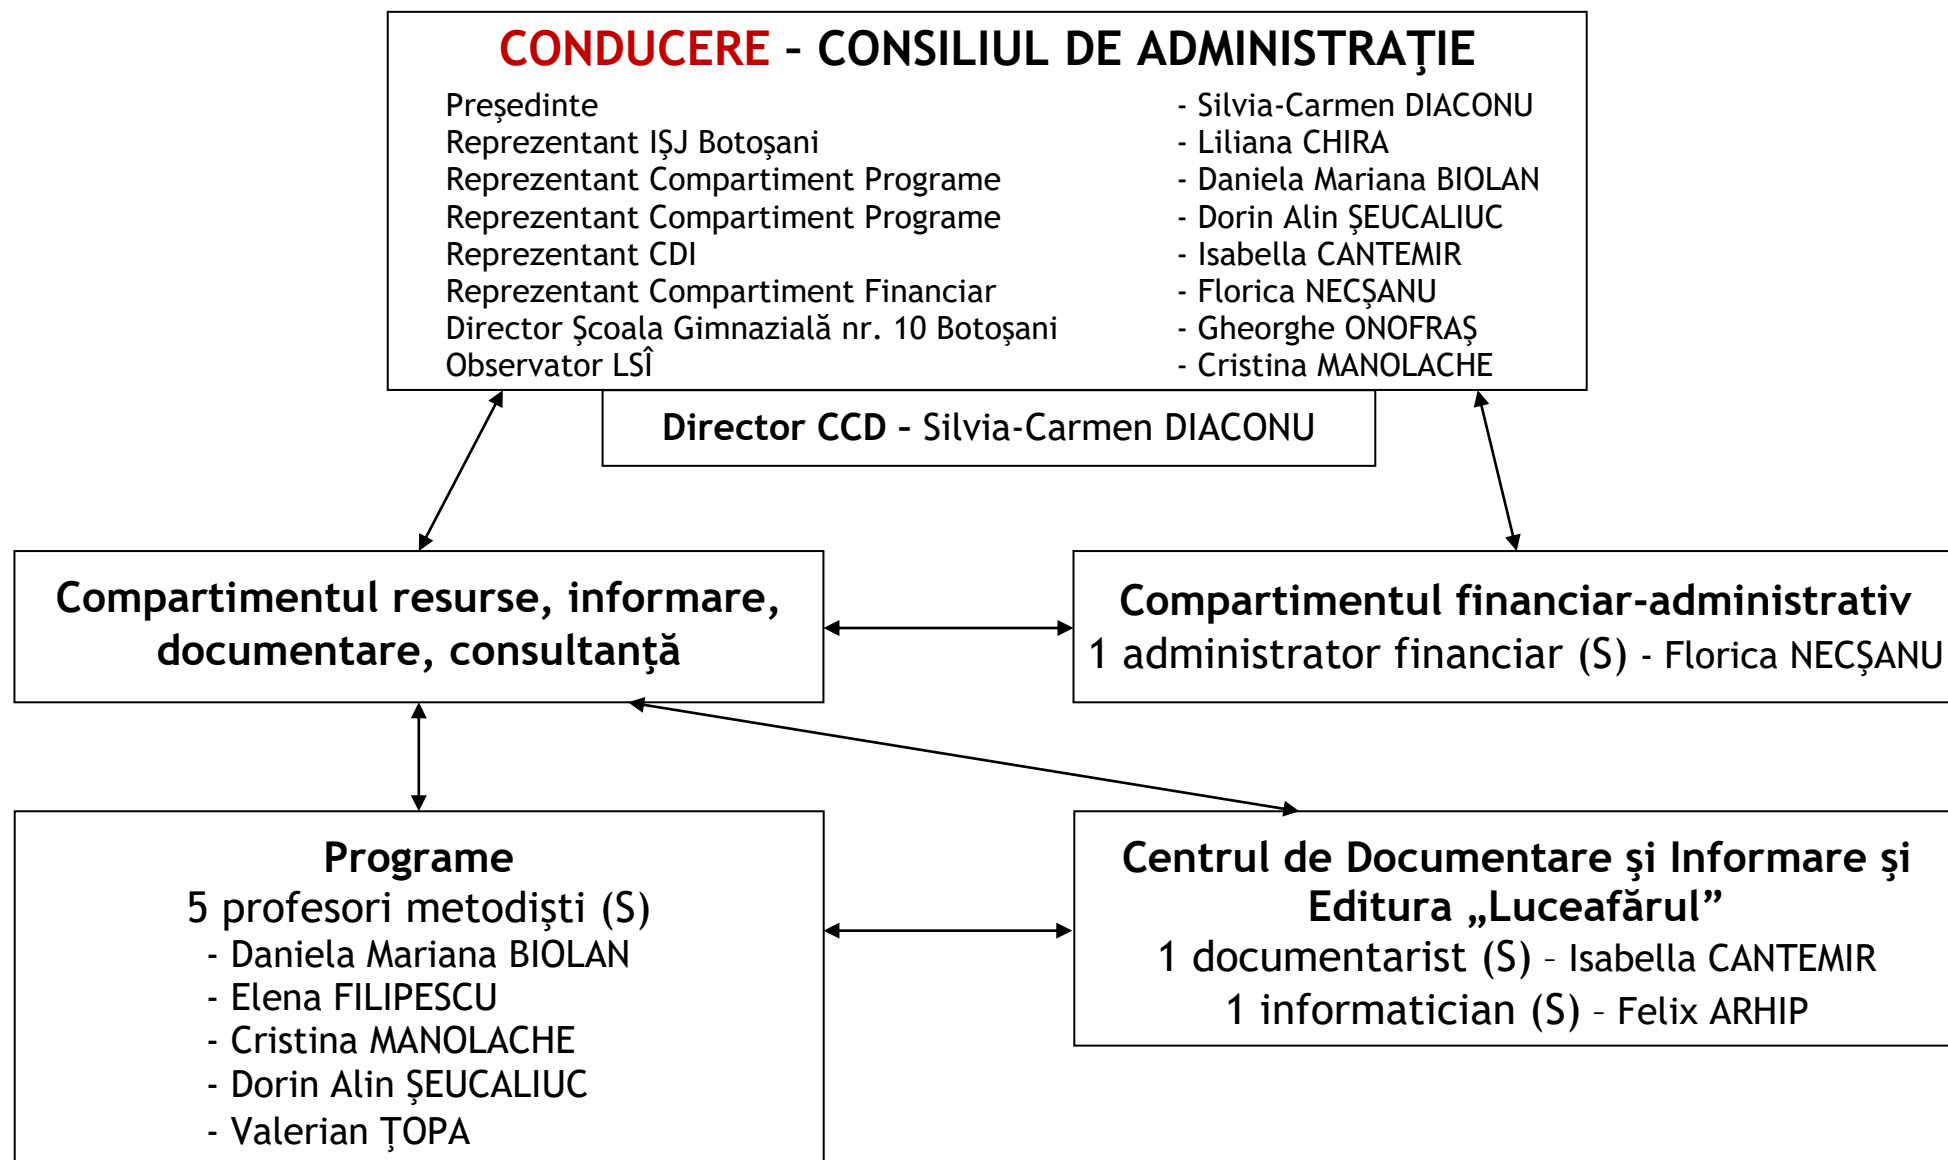 CONDUCERE – CONSILIUL DE ADMINISTRAŢIE
Preşedinte - Silvia-Carmen DIACONU
Reprezentant IŞJ Botoşani - Liliana CHIRA
Reprezentant Compartiment Programe - Daniela Mariana BIOLAN
Reprezentant Compartiment Programe - Dorin Alin ŞEUCALIUC
Reprezentant CDI - Isabella CANTEMIR
Reprezentant Compartiment Financiar - Florica NECŞANU
Director Şcoala Gimnazială nr. 10 Botoşani - Gheorghe ONOFRAŞ
Observator LSÎ - Cristina MANOLACHE
Director CCD – Silvia-Carmen DIACONU
Compartimentul resurse, informare,
documentare, consultanţă
Compartimentul financiar-administrativ
1 administrator financiar (S) - Florica NECŞANU
Programe
5 profesori metodişti (S)
- Daniela Mariana BIOLAN
- Elena FILIPESCU
- Cristina MANOLACHE
- Dorin Alin ŞEUCALIUC
- Valerian ŢOPA
Centrul de Documentare şi Informare şi
Editura „Luceafărul”
1 documentarist (S) – Isabella CANTEMIR
1 informatician (S) – Felix ARHIP